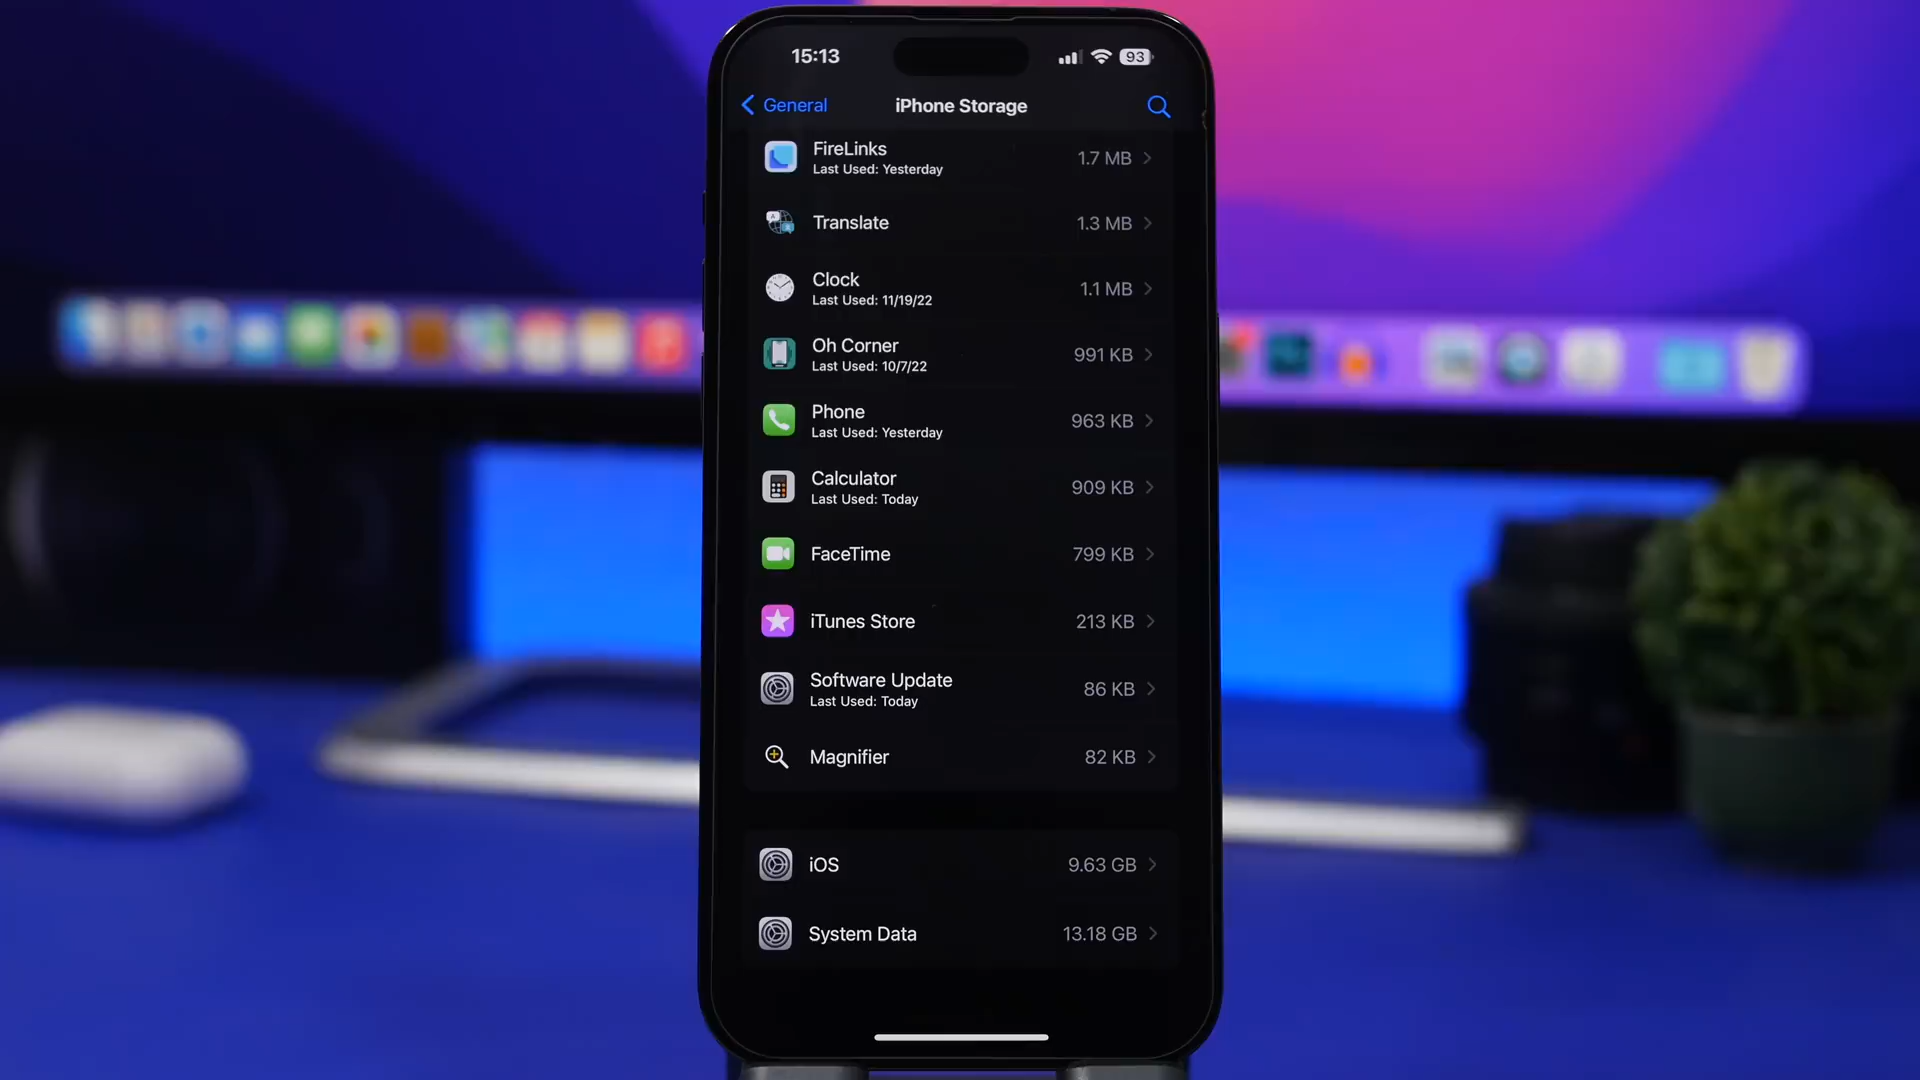 15:13
93
General
iPhone Storage
FireLinks
1.7 MB
Last Used: Yesterday
Translate
1.3 MB
Clock
1.1 MB
Last Used: 11/19/22
Oh Corner
991 KB
Last Used: 10/7/22
Phone
963 KB
Last Used: Yesterday
Calculator
909 KB
Last Used: Today
FaceTime
799 KB
iTunes Store
213 KB
Software Update
86 KB
Last Used: Today
Magnifier
82 KB
iOS
9.63 GB
System Data
13.18 GB